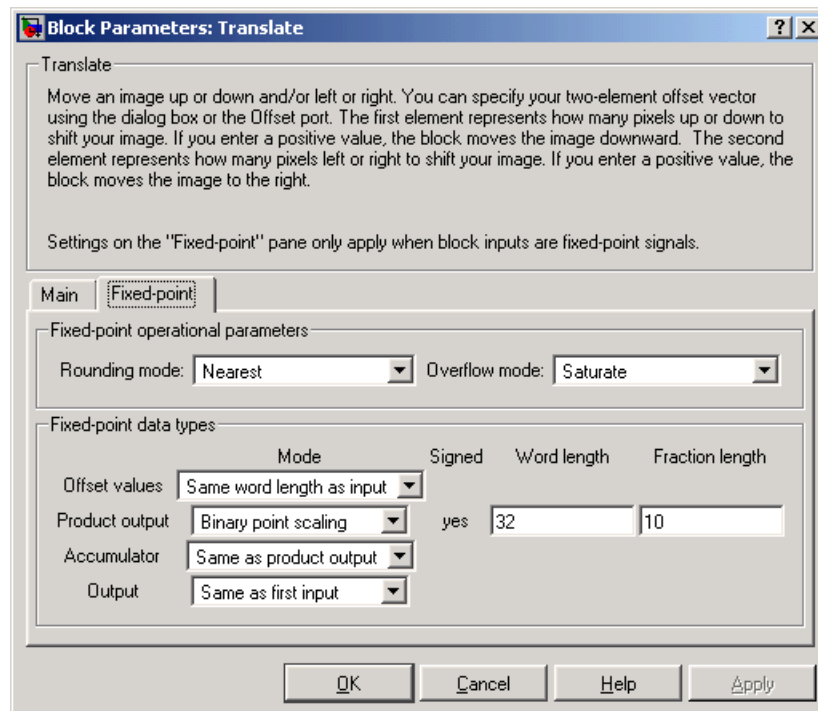 Block Parameters: Translate
Translate
Move an image up or down and/or left or right. You can specify your two-element offset vector
using the dialog box or the Offset port. The first element represents how many pixels up or down to
shift your image. If you enter a positive value, the block moves the image downward.  The second
element represents how many pixels left or right to shift your image. If you enter a positive value, the
block moves the image to the right.
Settings on the "Fixed-point" pane only apply when block inputs are fixed-point signals.
Main Fixed-point
Fixed-point operational parameters
Rounding mode: Nearest Overflow mode: Saturate
Fixed-point data types
Mode Signed Word length Fraction length
Offset values Same word length as input
Product output Binary point scaling yes 32 10
Accumulator Same as product output
Output Same as first input
OK Cancel Help Apply